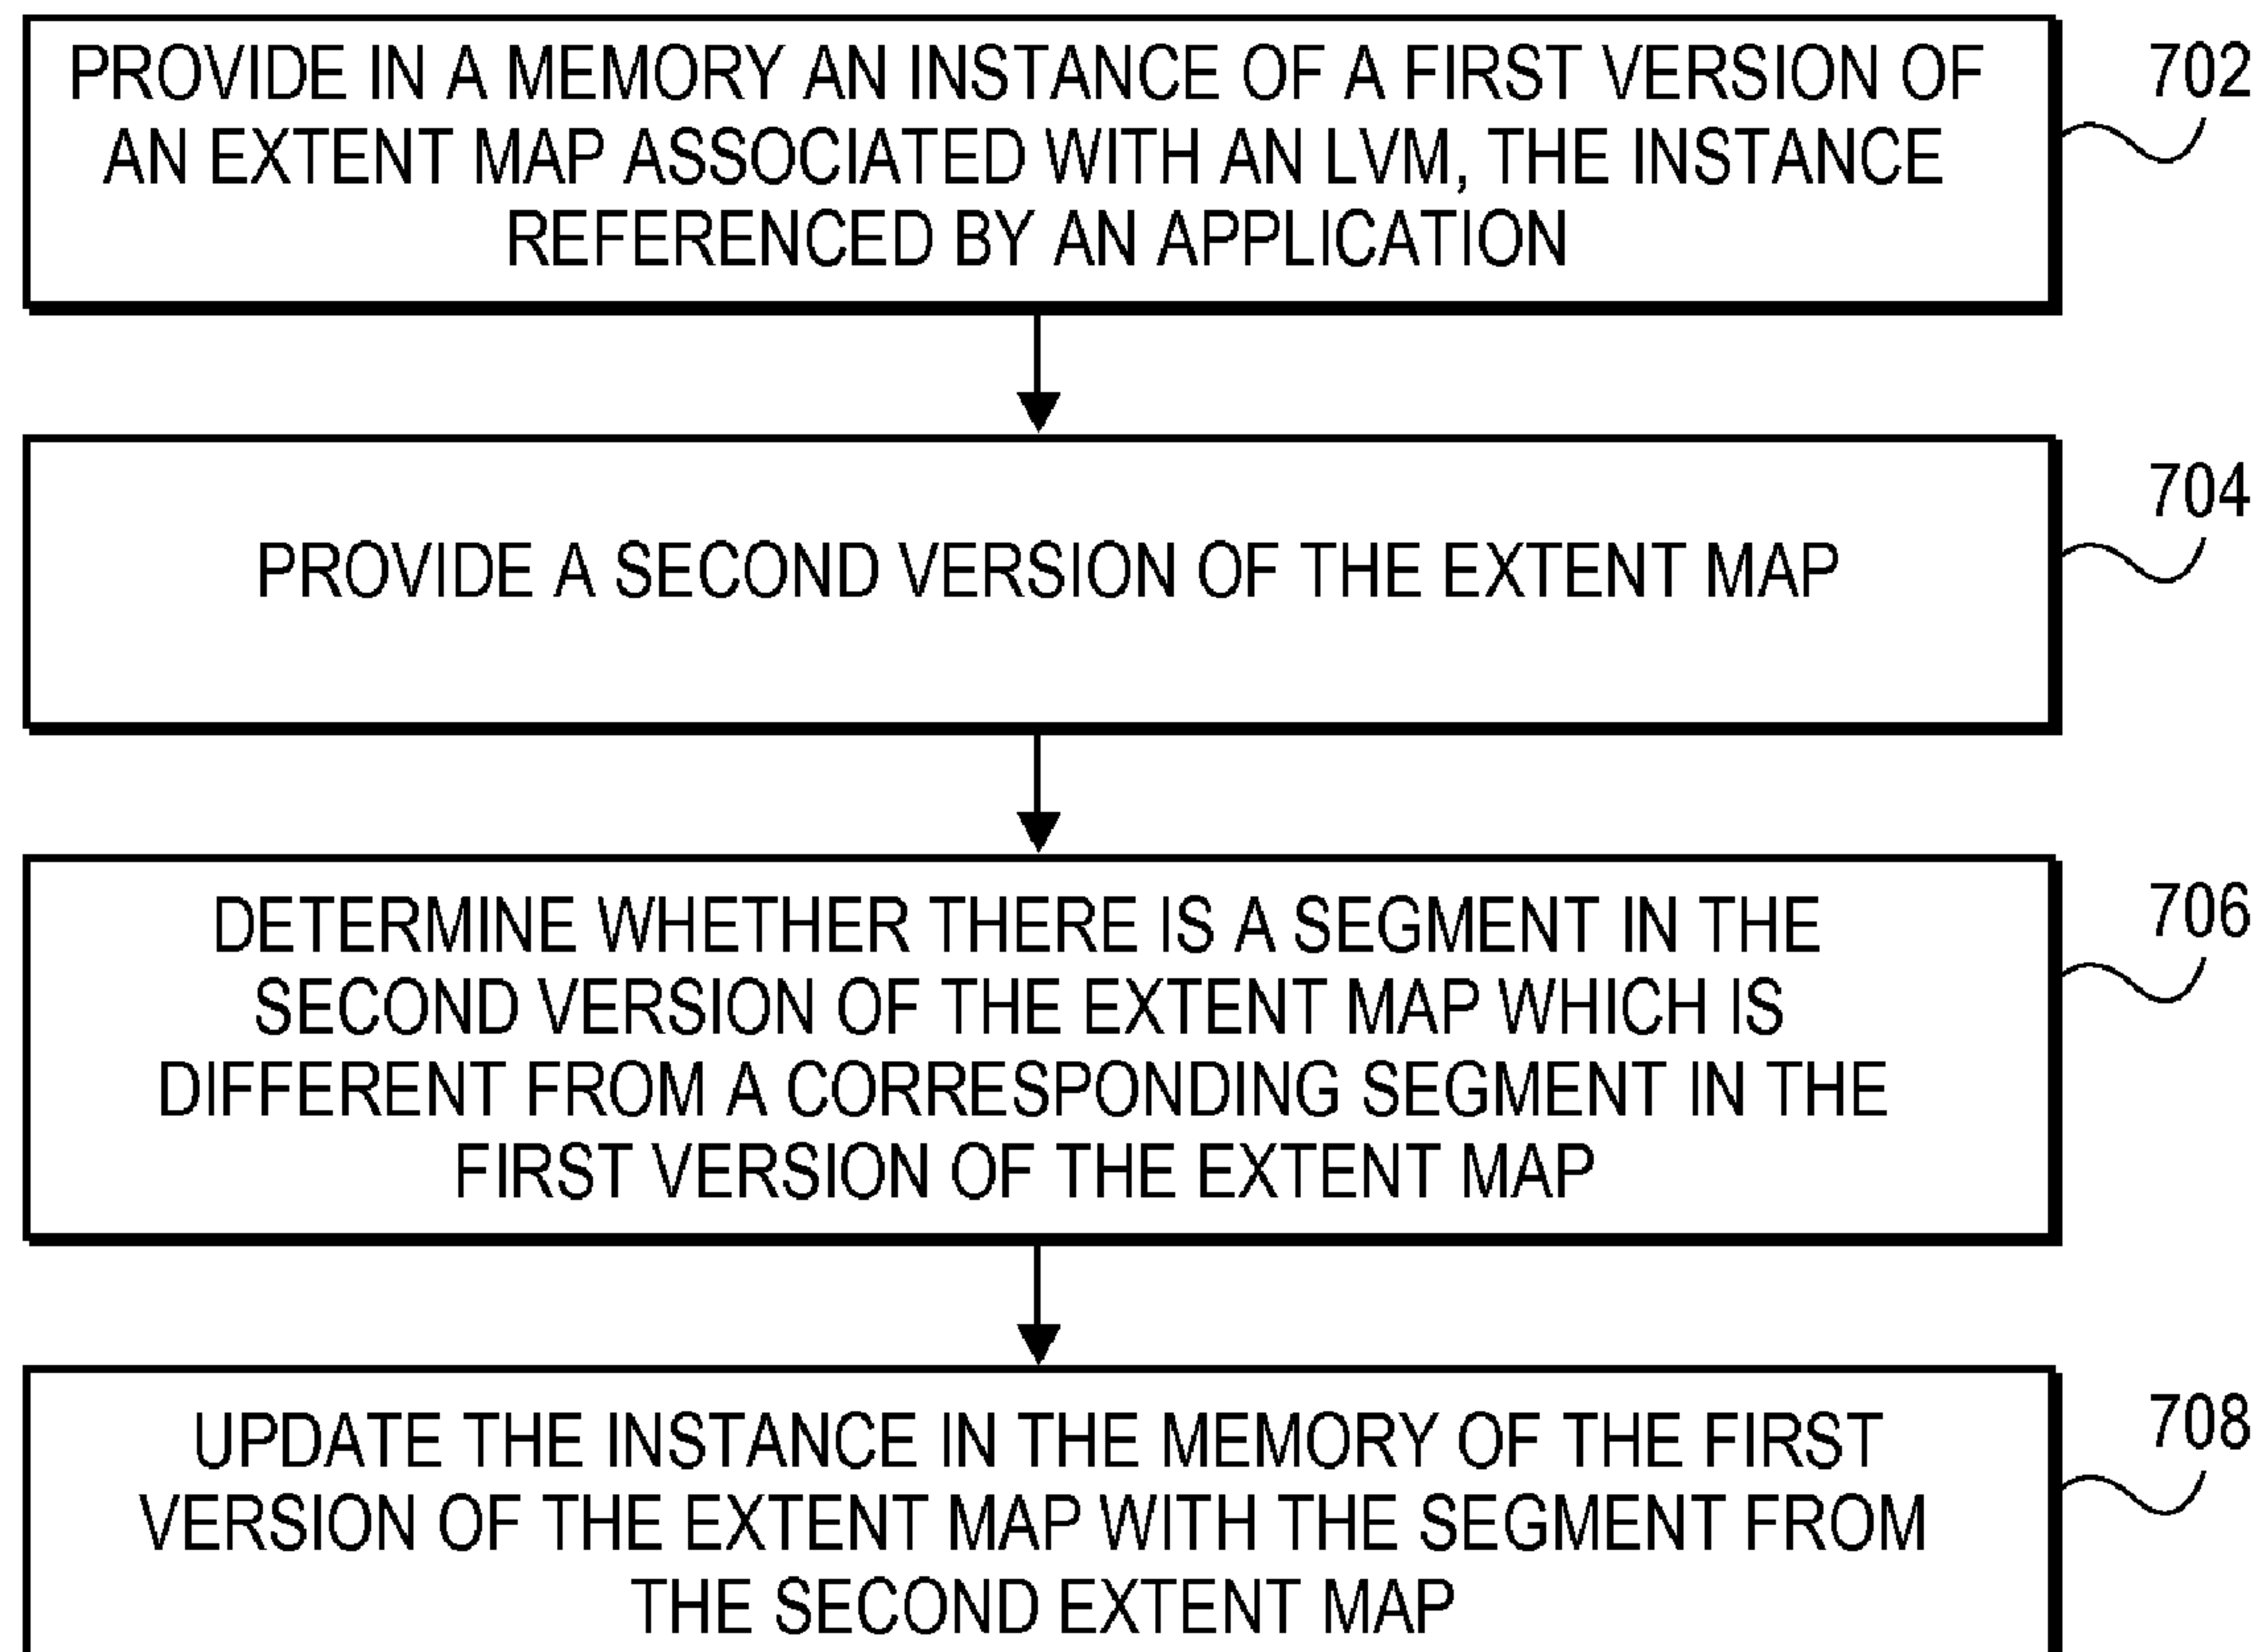 PROVIDE IN A MEMORY AN INSTANCE OF A FIRST VERSION OF
AN EXTENT MAP ASSOCIATED WITH AN LVM, THE INSTANCE
REFERENCED BY AN APPLICATION
702
PROVIDE A SECOND VERSION OF THE EXTENT MAP
704
DETERMINE WHETHER THERE IS A SEGMENT IN THE
SECOND VERSION OF THE EXTENT MAP WHICH IS
DIFFERENT FROM A CORRESPONDING SEGMENT IN THE
FIRST VERSION OF THE EXTENT MAP
706
UPDATE THE INSTANCE IN THE MEMORY OF THE FIRST
VERSION OF THE EXTENT MAP WITH THE SEGMENT FROM
THE SECOND EXTENT MAP
708